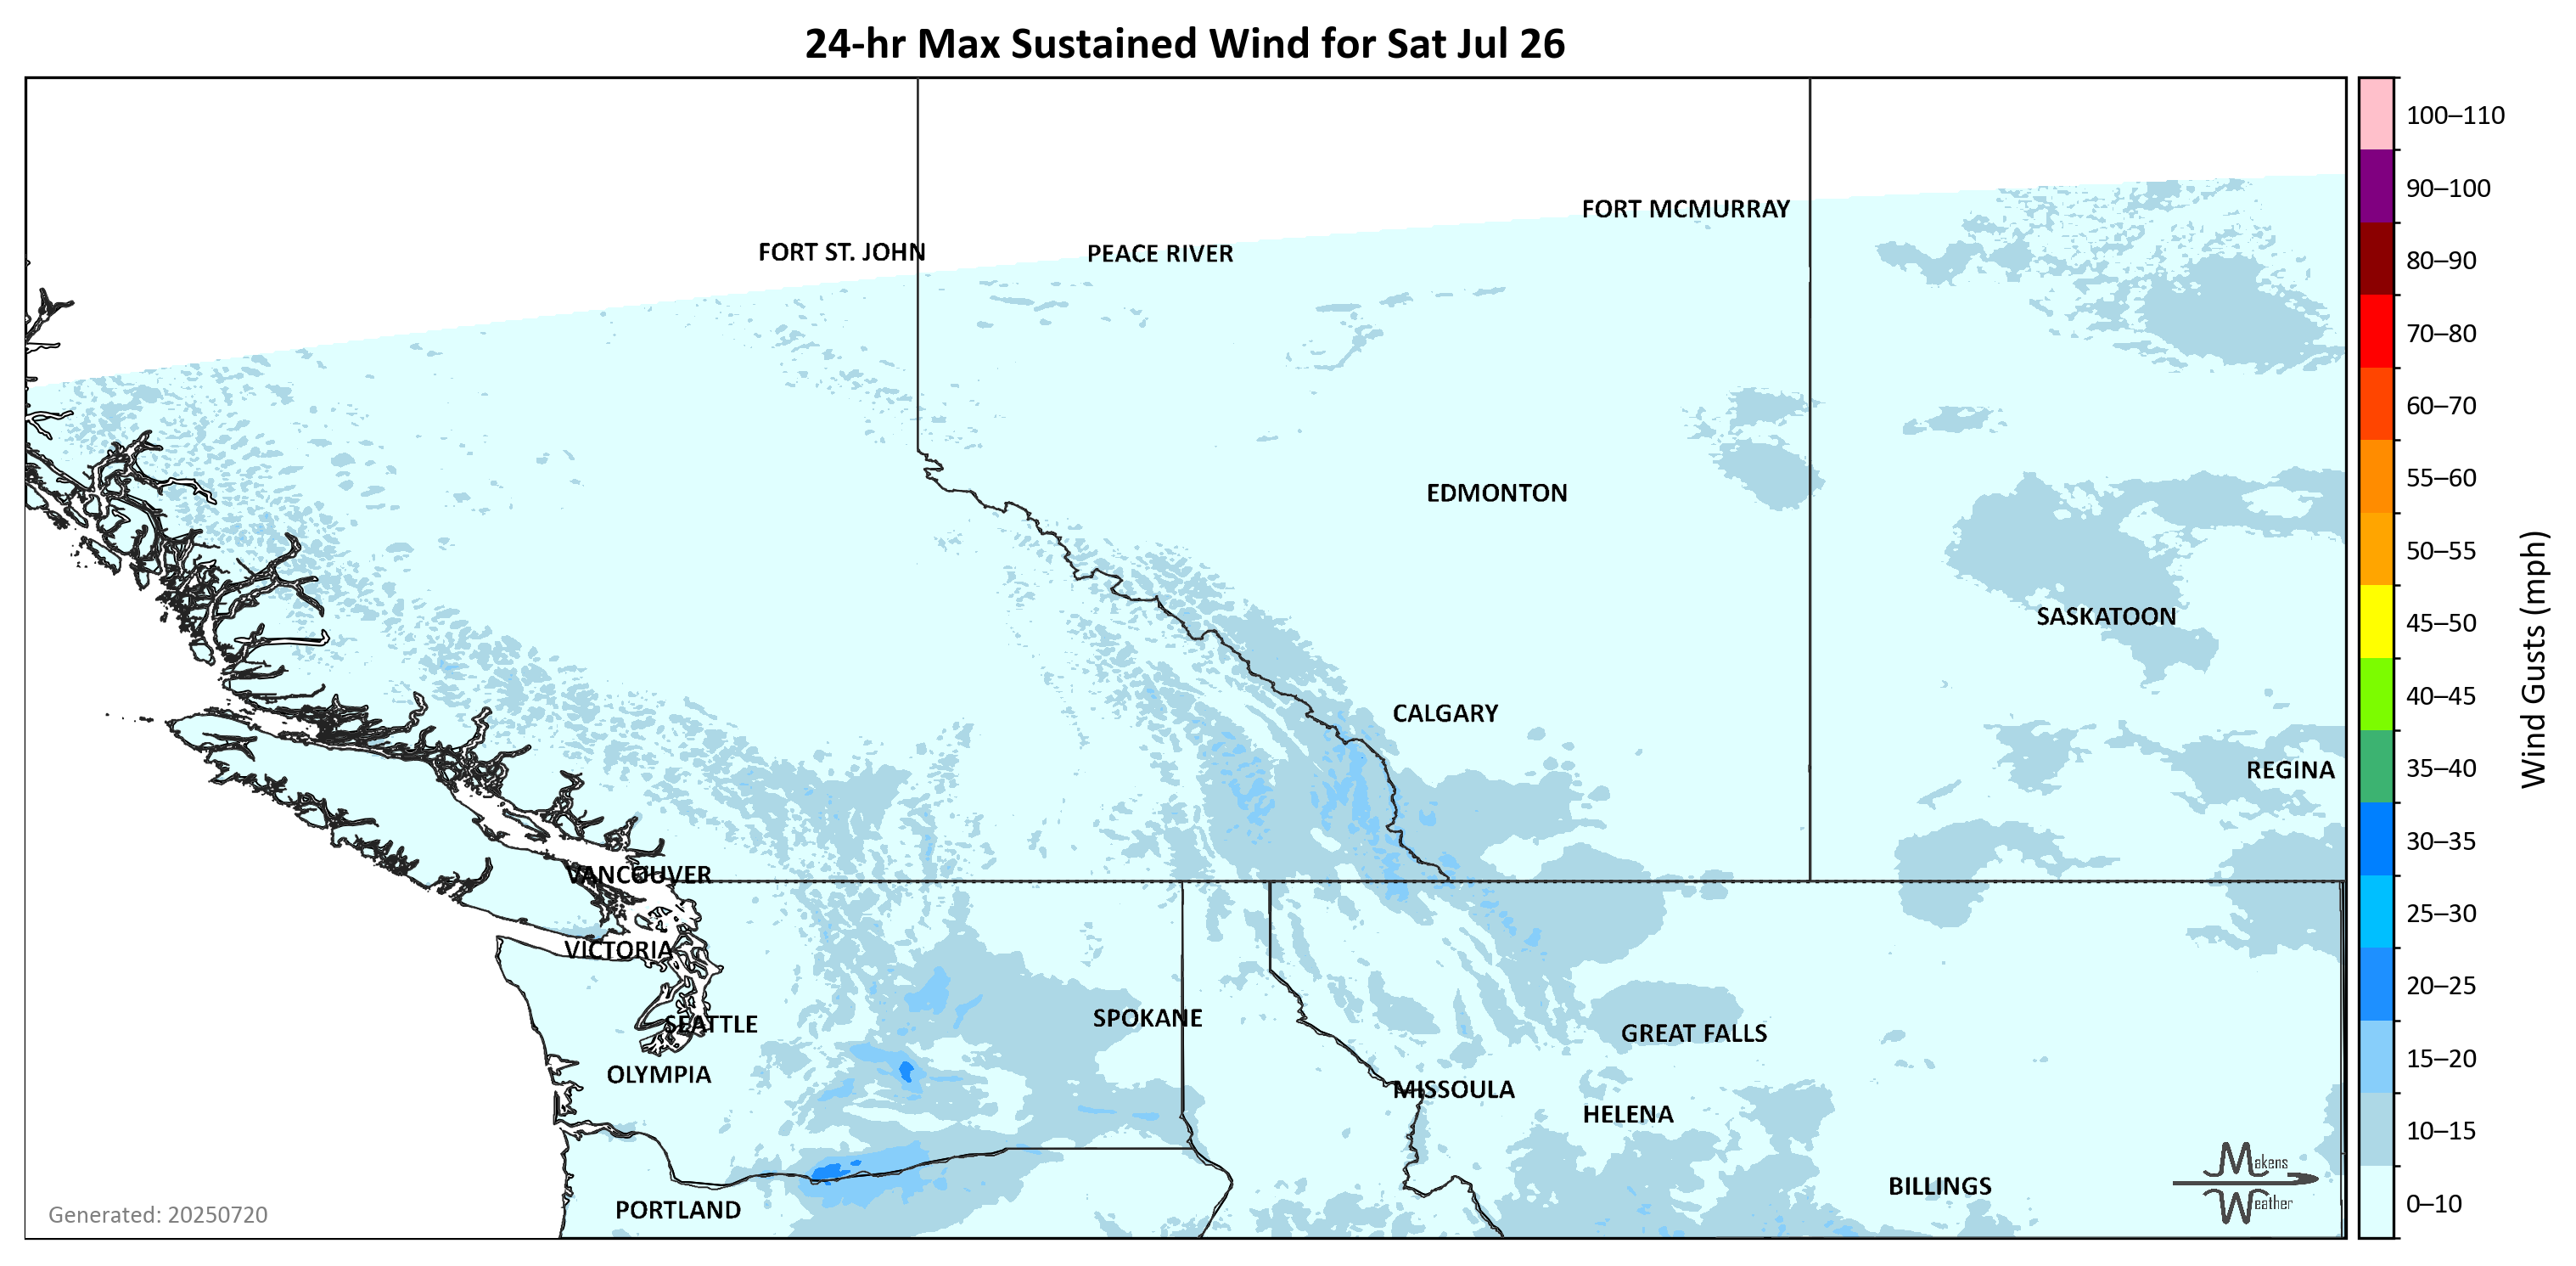 24-hr Max Sustained Wind for Sat Jul 26
100–110
90–100
80–90
70–80
60–70
55–60
50–55
45–50
40–45
35–40
30–35
25–30
20–25
15–20
10–15
0–10
Wind Gusts (mph)
FORT MCMURRAY
FORT ST. JOHN
PEACE RIVER
EDMONTON
SASKATOON
CALGARY
REGINA
VANCOUVER
VICTORIA
SPOKANE
SEATTLE
GREAT FALLS
OLYMPIA
MISSOULA
HELENA
BILLINGS
PORTLAND
Makens
Weather
Generated: 20250720